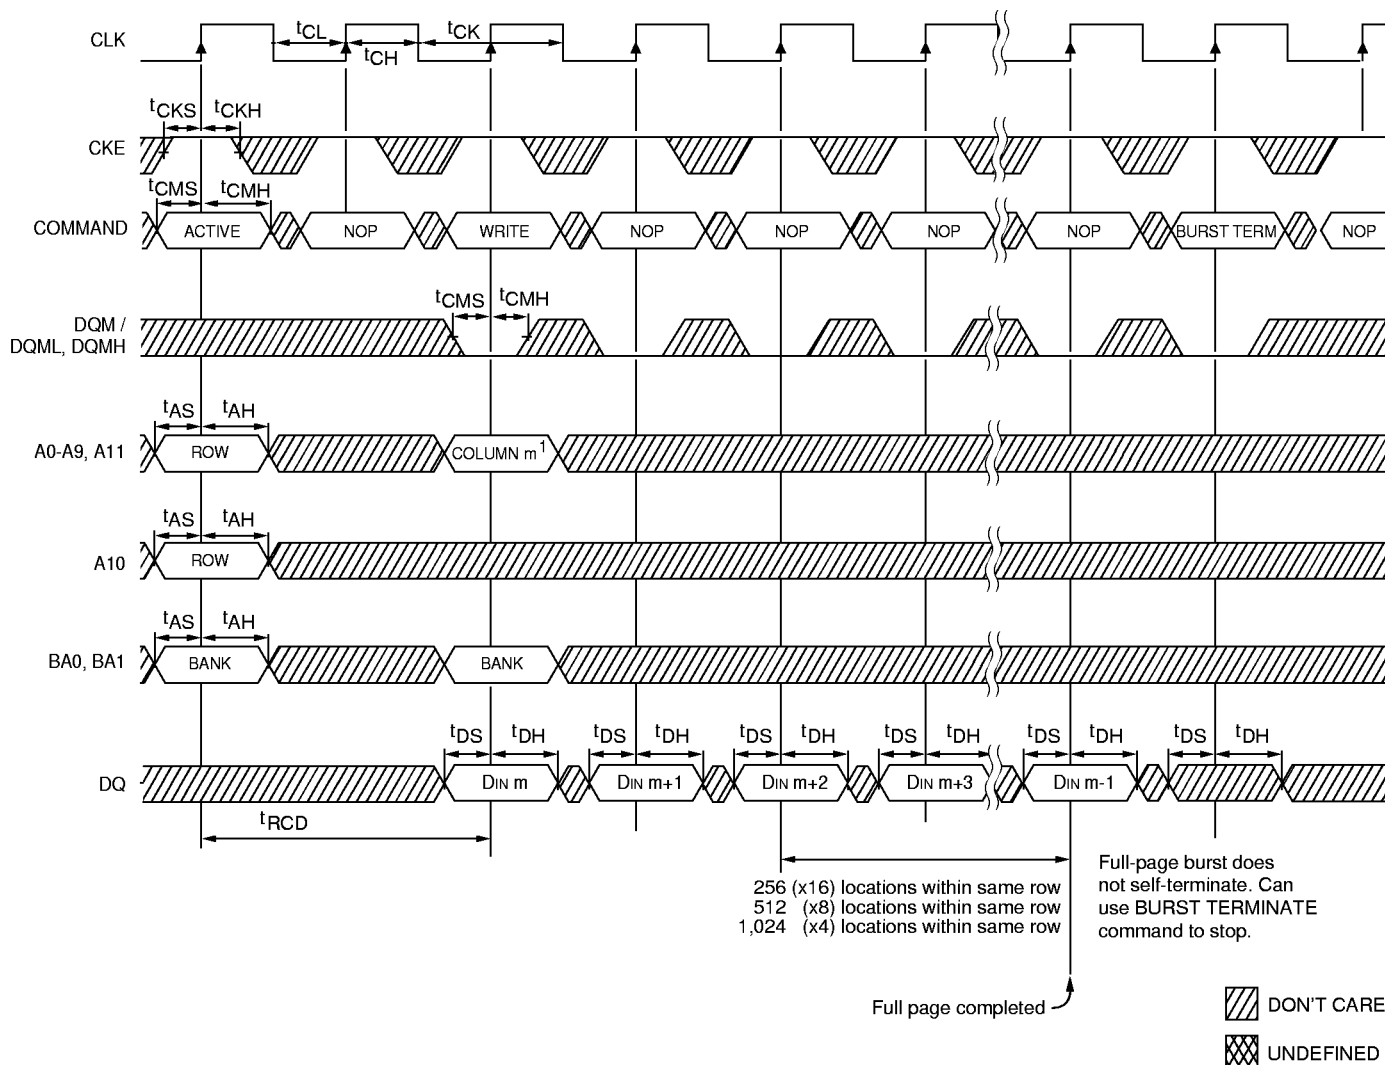 CLK
tCL
tCH
tCK
tCKS
tCKH
CKE
tCMS
tCMH
COMMAND
ACTIVE
NOP
WRITE
NOP
NOP
NOP
NOP
BURST TERM
NOP
tCMS
tCMH
DQM /
DQML, DQMH
tAS
tAH
A0-A9, A11
ROW
COLUMN m1
tAS
tAH
A10
ROW
tAS
tAH
BA0, BA1
BANK
BANK
tDS
tDH
tDS
tDH
tDS
tDH
tDS
tDH
tDS
tDH
tDS
tDH
DQ
DIN m
DIN m+1
DIN m+2
DIN m+3
DIN m-1
tRCD
256 (x16) locations within same row
512 (x8) locations within same row
1,024 (x4) locations within same row
Full-page burst does
not self-terminate. Can
use BURST TERMINATE
command to stop.
Full page completed
DON'T CARE
UNDEFINED